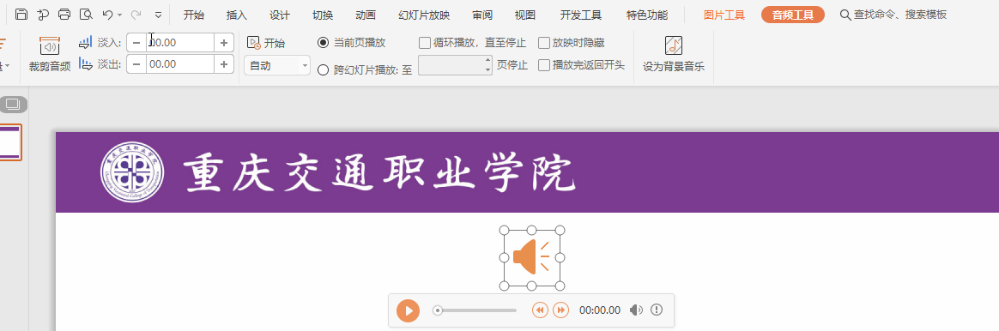 开始 插入 设计 切换 动画 幻灯片放映 审阅 视图 开发工具 特色功能 图片工具 音频工具 查找命令、搜索模板
裁剪音频
淡入: 00.00
淡出: 00.00
开始
自动
当前页播放 循环播放，直至停止 放映时隐藏
跨幻灯片播放: 至 页停止 播放完返回开头
设为背景音乐
重庆交通职业学院
00:00.00